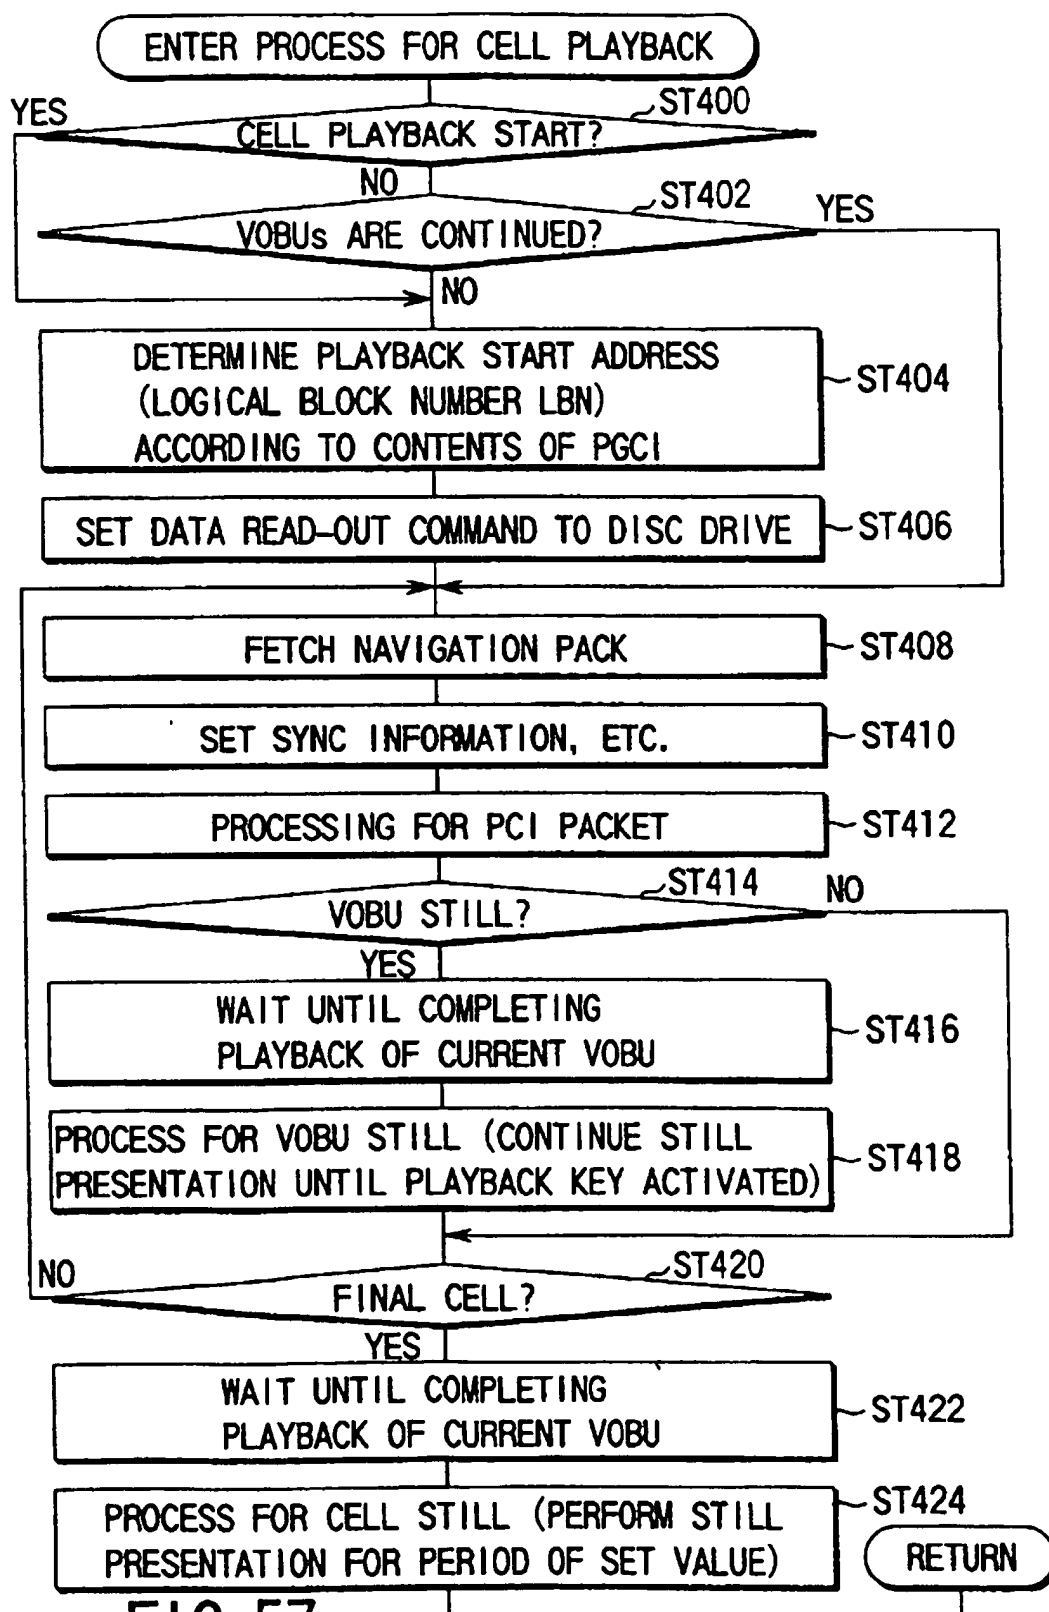 ENTER PROCESS FOR CELL PLAYBACK
YES
ST400
CELL PLAYBACK START?
NO
ST402
YES
VOBUs ARE CONTINUED?
NO
DETERMINE PLAYBACK START ADDRESS
(LOGICAL BLOCK NUMBER LBN)
ACCORDING TO CONTENTS OF PGCI
ST404
SET DATA READ-OUT COMMAND TO DISC DRIVE
ST406
FETCH NAVIGATION PACK
ST408
SET SYNC INFORMATION, ETC.
ST410
PROCESSING FOR PCI PACKET
ST412
ST414
NO
VOBU STILL?
YES
WAIT UNTIL COMPLETING
PLAYBACK OF CURRENT VOBU
ST416
PROCESS FOR VOBU STILL (CONTINUE STILL
PRESENTATION UNTIL PLAYBACK KEY ACTIVATED)
ST418
NO
ST420
FINAL CELL?
YES
WAIT UNTIL COMPLETING
PLAYBACK OF CURRENT VOBU
ST422
PROCESS FOR CELL STILL (PERFORM STILL
PRESENTATION FOR PERIOD OF SET VALUE)
ST424
RETURN
FIG. 57